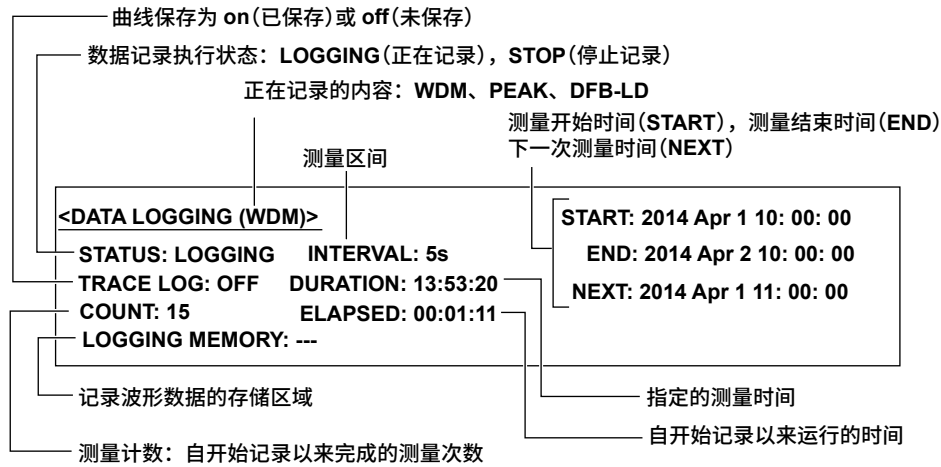 曲线保存为 on(已保存)或 off(未保存)
数据记录执行状态：LOGGING(正在记录)，STOP(停止记录)
正在记录的内容：WDM、PEAK、DFB-LD
测量开始时间(START)，测量结束时间(END)
下一次测量时间(NEXT)
测量区间
<DATA LOGGING (WDM)>
STATUS: LOGGING INTERVAL: 5s
TRACE LOG: OFF DURATION: 13:53:20
COUNT: 15 ELAPSED: 00:01:11
LOGGING MEMORY: ---
START: 2014 Apr 1 10: 00: 00
END: 2014 Apr 2 10: 00: 00
NEXT: 2014 Apr 1 11: 00: 00
记录波形数据的存储区域
指定的测量时间
自开始记录以来运行的时间
测量计数：自开始记录以来完成的测量次数